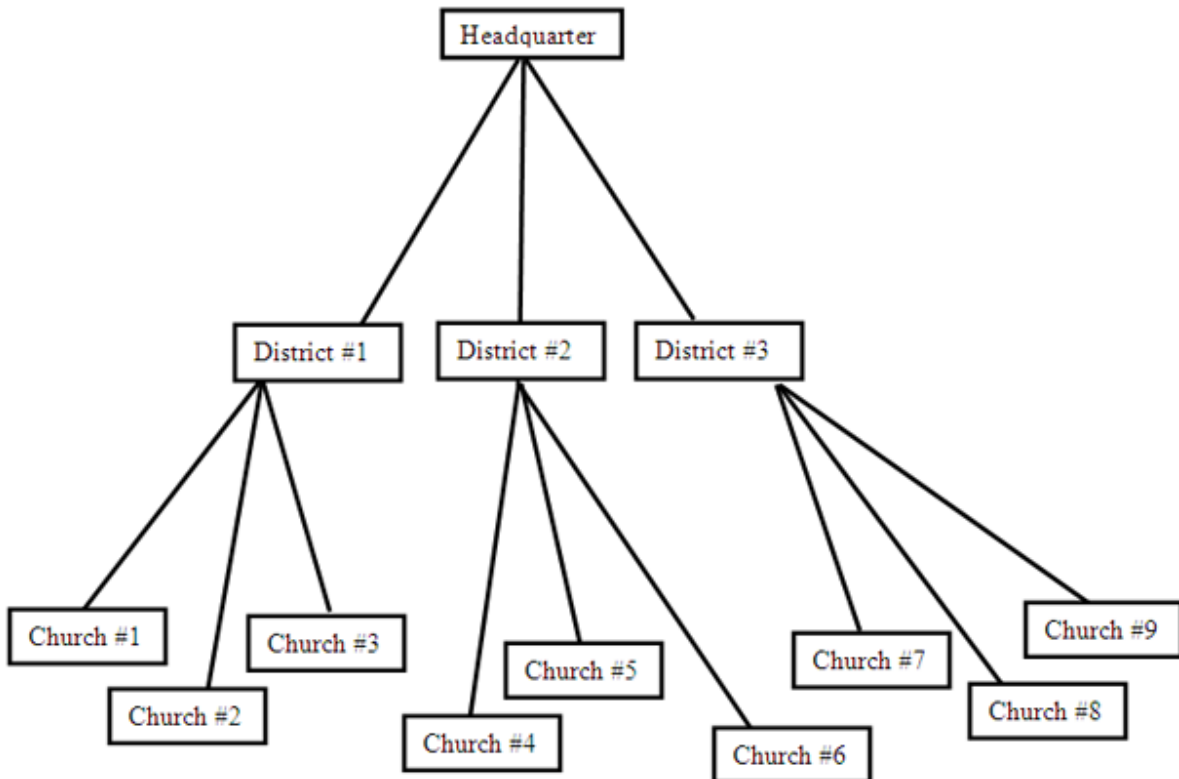 Headquarter
District #1
District #2
District #3
Church #1
Church #2
Church #3
Church #4
Church #5
Church #6
Church #7
Church #8
Church #9